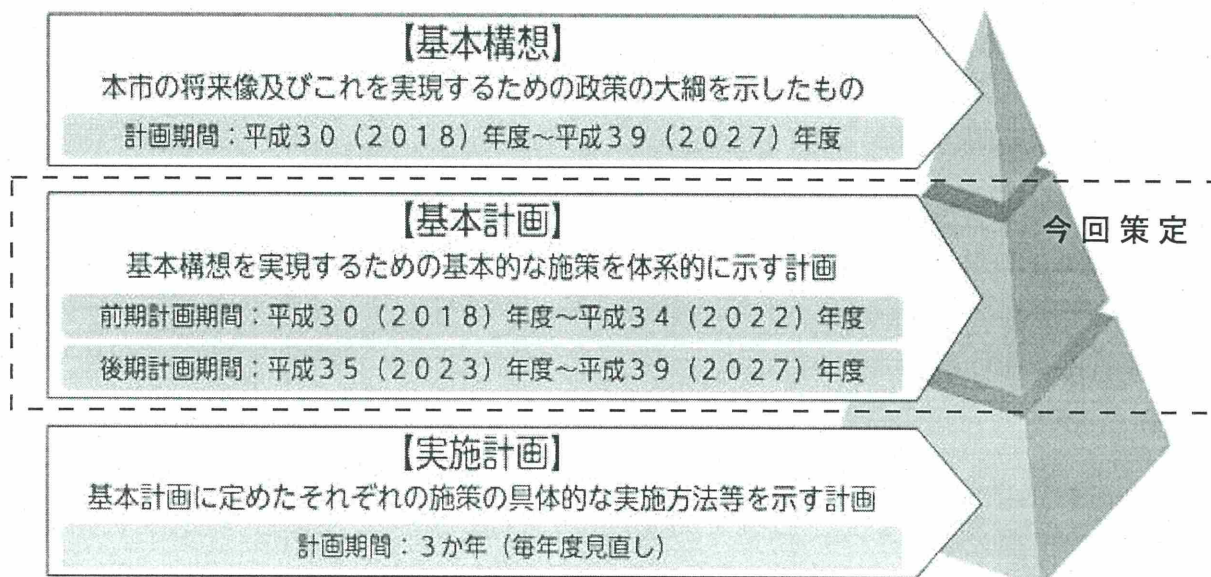 【基本構想】
本市の将来像及びこれを実現するための政策の大綱を示したもの
計画期間:平成30(2018)年度～平成39(2027)年度
【基本計画】
基本構想を実現するための基本的な施策を体系的に示す計画
前期計画期間:平成30(2018)年度～平成34(2022)年度
後期計画期間:平成35(2023)年度～平成39(2027)年度
今回策定
【実施計画】
基本計画に定めたそれぞれの施策の具体的な実施方法等を示す計画
計画期間:3か年(毎年度見直し)